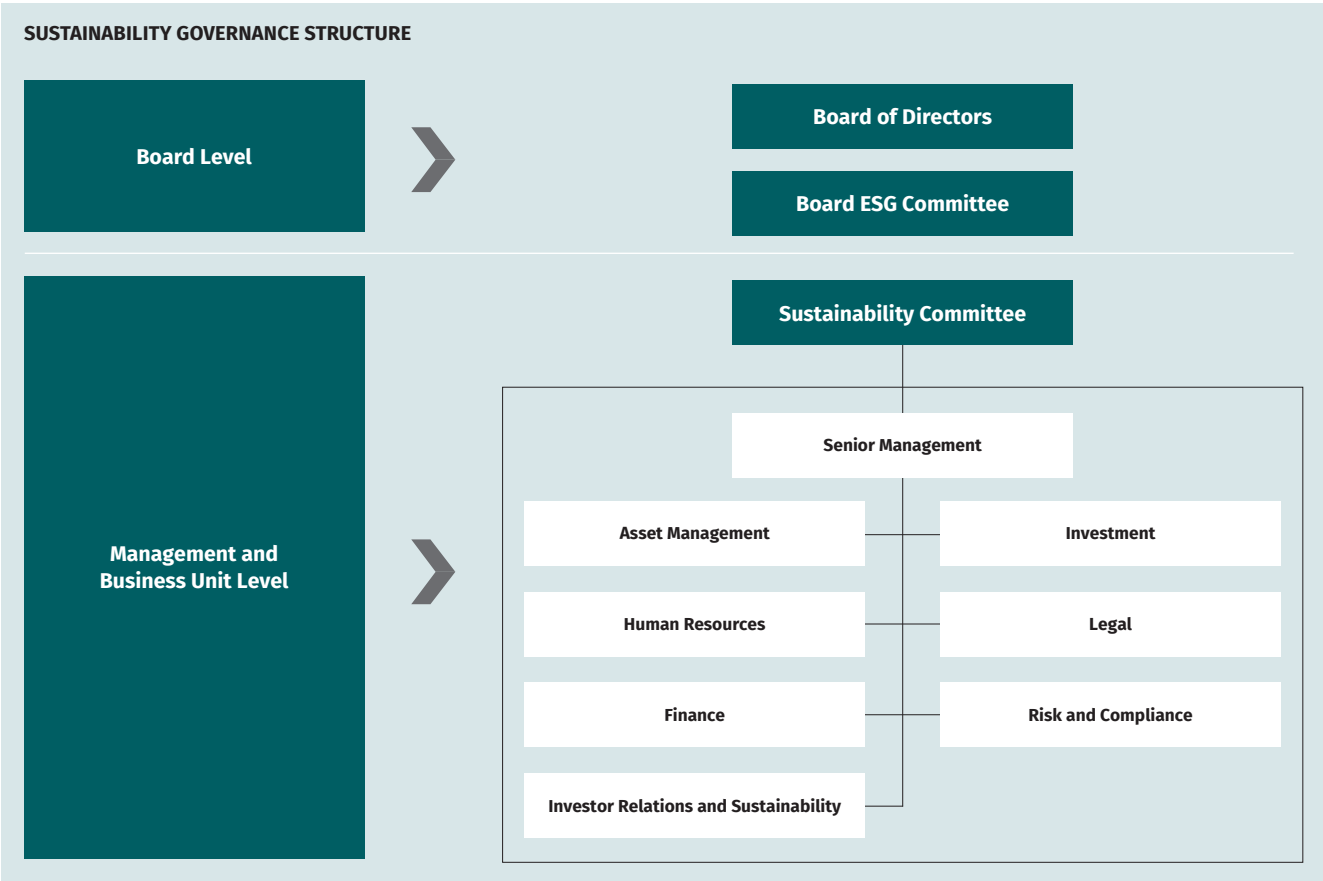 SUSTAINABILITY GOVERNANCE STRUCTURE
Board Level
Board of Directors
Board ESG Committee
Management and
Business Unit Level
Sustainability Committee
Senior Management
Asset Management
Investment
Human Resources
Legal
Finance
Risk and Compliance
Investor Relations and Sustainability